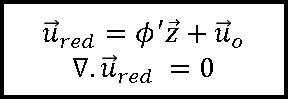 u⃗_red = ϕ′z⃗ + u⃗_o
∇.u⃗_red = 0